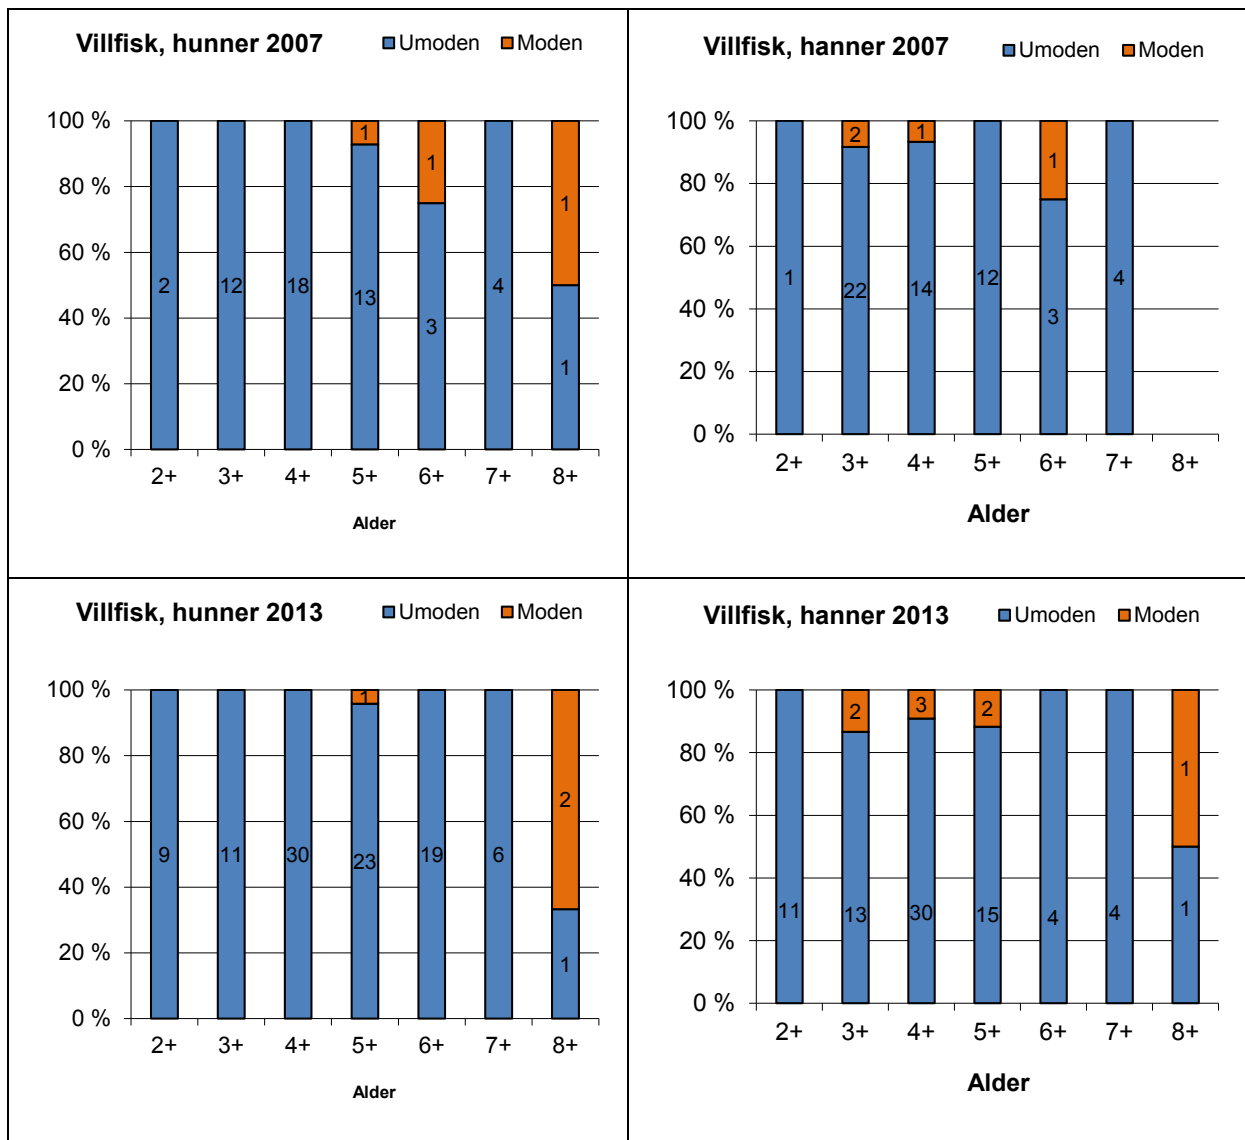 Villfisk, hunner 2007 Umoden Moden
100 %
80 %
60 %
40 %
20 %
0 %
1 1 1
2 12 18 13 3 4 1
2+ 3+ 4+ 5+ 6+ 7+ 8+
Alder
Villfisk, hanner 2007 Umoden Moden
100 %
80 %
60 %
40 %
20 %
0 %
2 1 1
1 22 14 12 3 4
2+ 3+ 4+ 5+ 6+ 7+ 8+
Alder
Villfisk, hunner 2013 Umoden Moden
100 %
80 %
60 %
40 %
20 %
0 %
1 2
9 11 30 23 19 6 1
2+ 3+ 4+ 5+ 6+ 7+ 8+
Alder
Villfisk, hanner 2013 Umoden Moden
100 %
80 %
60 %
40 %
20 %
0 %
2 3 2 1
11 13 30 15 4 4 1
2+ 3+ 4+ 5+ 6+ 7+ 8+
Alder